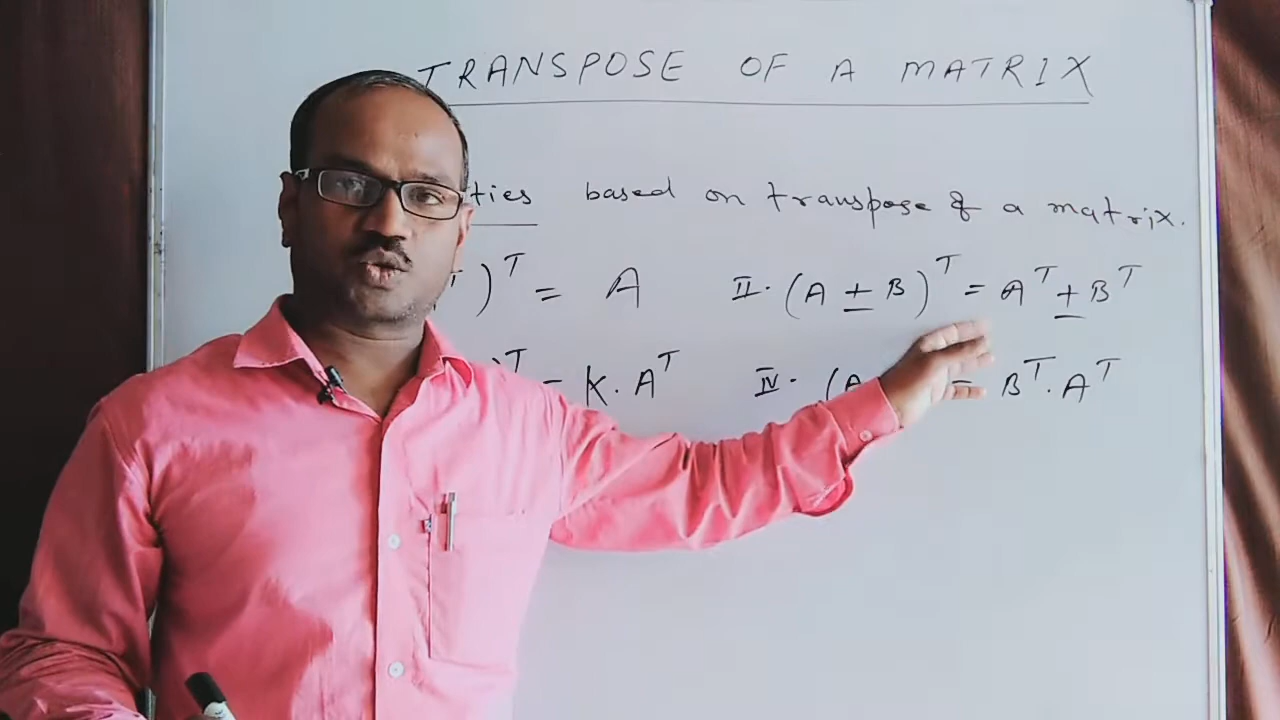 TRANSPOSE OF A MATRIX
ties based on transpose of a matrix.
)ᵀ = A II. (A ± B)ᵀ = Aᵀ ± Bᵀ
)ᵀ = K.Aᵀ IV. (A = Bᵀ.Aᵀ